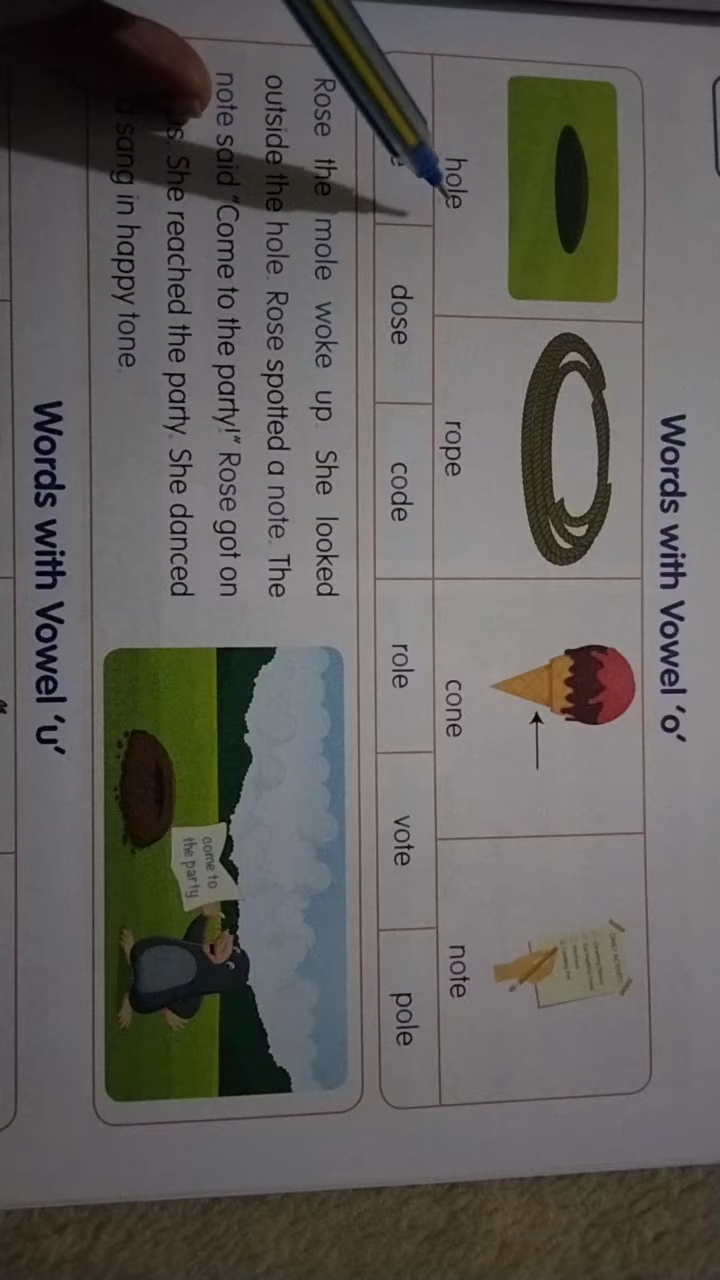 Words with Vowel 'o'
hole rope cone note
dose code role vote pole
Rose the mole woke up. She looked
outside the hole. Rose spotted a note. The
note said "Come to the party!" Rose got on
She reached the party. She danced
sang in happy tone.
come to
the party
Words with Vowel 'u'